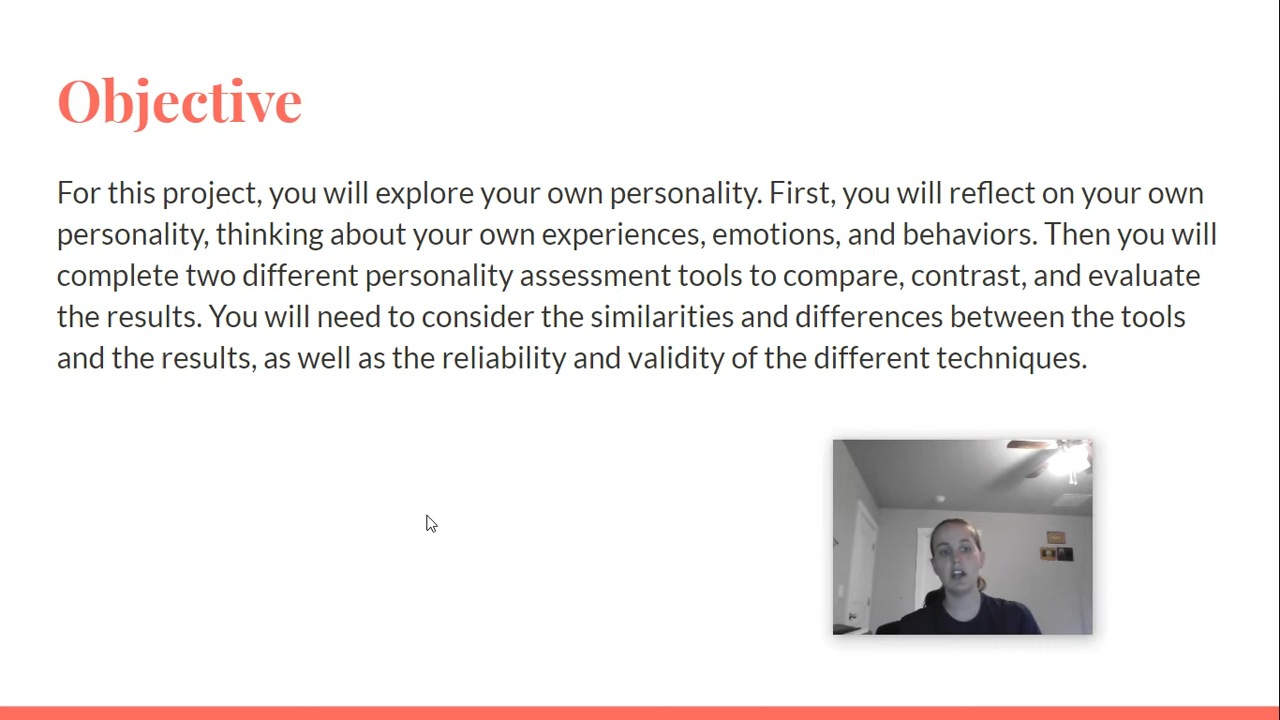 Objective
For this project, you will explore your own personality. First, you will reflect on your own
personality, thinking about your own experiences, emotions, and behaviors. Then you will
complete two different personality assessment tools to compare, contrast, and evaluate
the results. You will need to consider the similarities and differences between the tools
and the results, as well as the reliability and validity of the different techniques.